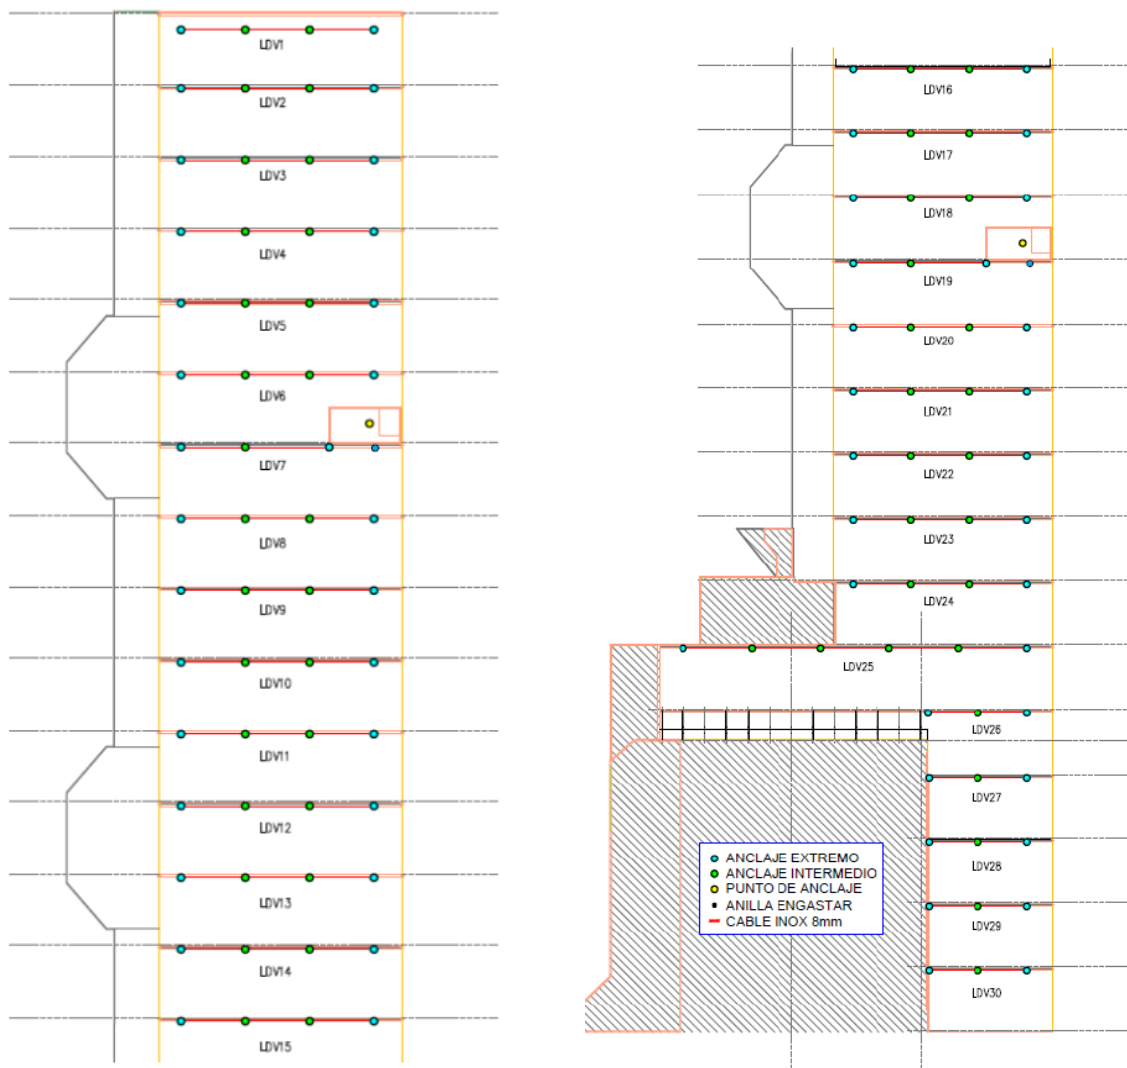 LDV1
LDV2
LDV3
LDV4
LDV5
LDV6
LDV7
LDV8
LDV9
LDV10
LDV11
LDV12
LDV13
LDV14
LDV15
LDV16
LDV17
LDV18
LDV19
LDV20
LDV21
LDV22
LDV23
LDV24
LDV25
LDV26
LDV27
LDV28
LDV29
LDV30
ANCLAJE EXTREMO
ANCLAJE INTERMEDIO
PUNTO DE ANCLAJE
ANILLA ENGASTAR
CABLE INOX 8mm